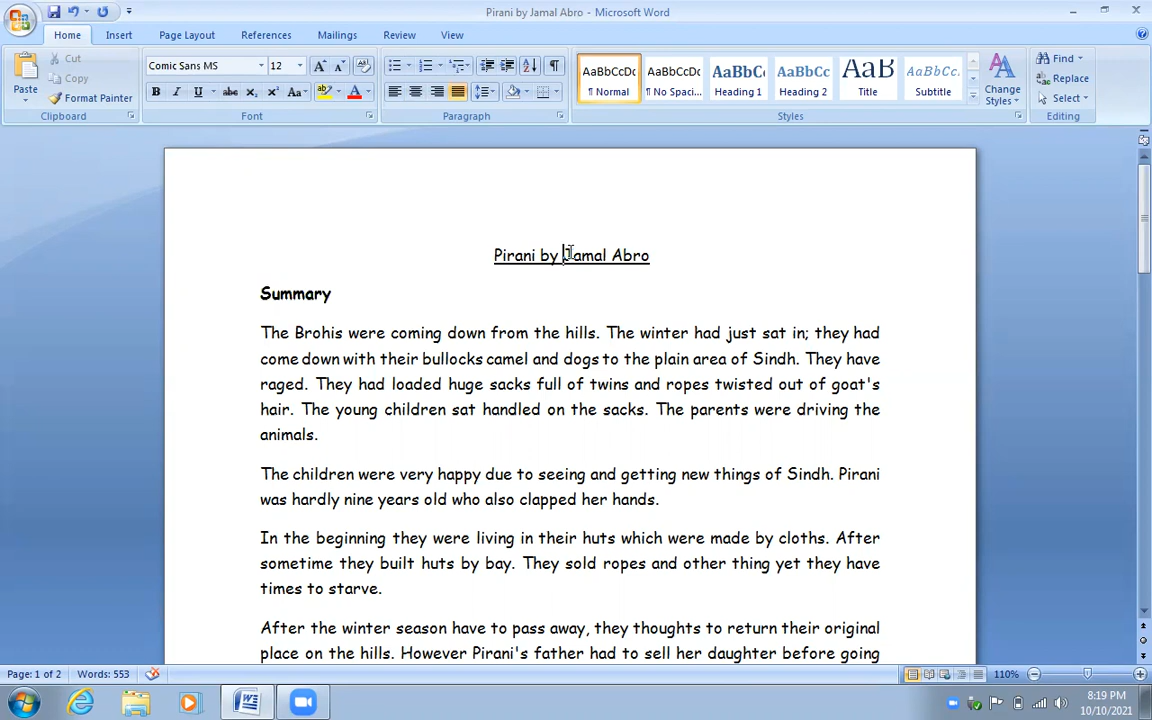 Pirani by Jamal Abro - Microsoft Word
Home Insert Page Layout References Mailings Review View
Paste
Cut
Copy
Format Painter
Clipboard
Comic Sans MS 12
Font
Paragraph
AaBbCcDc AaBbCcDc AaBbC AaBbCc AaB AaBbCc.
¶ Normal ¶ No Spaci... Heading 1 Heading 2 Title Subtitle
Styles
Change Styles
Find
Replace
Select
Editing
Pirani by Jamal Abro
Summary
The Brohis were coming down from the hills. The winter had just sat in; they had
come down with their bullocks camel and dogs to the plain area of Sindh. They have
raged. They had loaded huge sacks full of twins and ropes twisted out of goat's
hair. The young children sat handled on the sacks. The parents were driving the
animals.
The children were very happy due to seeing and getting new things of Sindh. Pirani
was hardly nine years old who also clapped her hands.
In the beginning they were living in their huts which were made by cloths. After
sometime they built huts by bay. They sold ropes and other thing yet they have
times to starve.
After the winter season have to pass away, they thoughts to return their original
place on the hills. However Pirani's father had to sell her daughter before going
Page: 1 of 2 Words: 553 110%
8:19 PM
10/10/2021